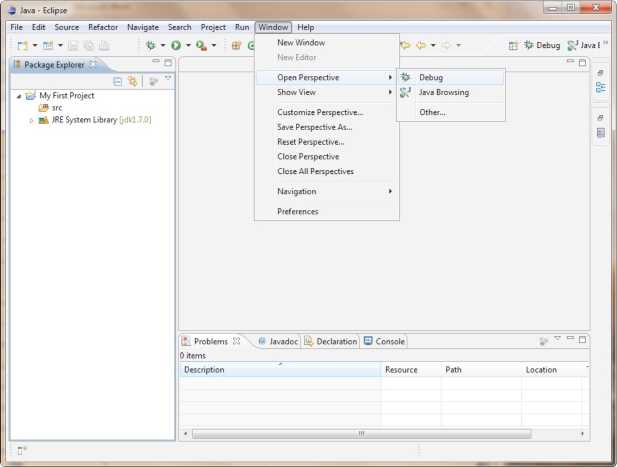 Java - Eclipse
File Edit Source Refactor Navigate Search Project Run Window Help
Debug Java
Package Explorer
My First Project
src
JRE System Library [jdk1.7.0]
New Window
New Editor
Open Perspective
Show View
Customize Perspective...
Save Perspective As...
Reset Perspective...
Close Perspective
Close All Perspectives
Navigation
Preferences
Debug
Java Browsing
Other...
Problems Javadoc Declaration Console
0 items
Description Resource Path Location